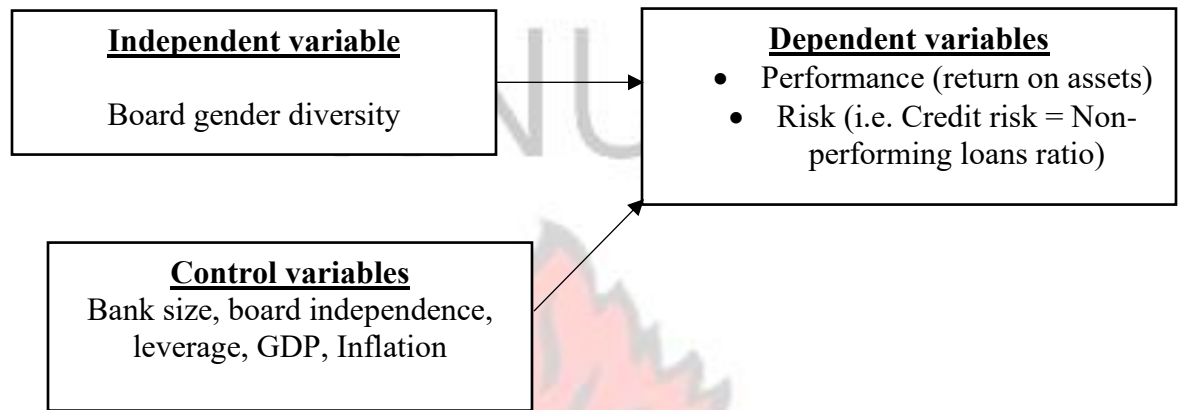 Independent variable
Board gender diversity
Dependent variables
• Performance (return on assets)
• Risk (i.e. Credit risk = Non-
performing loans ratio)
Control variables
Bank size, board independence,
leverage, GDP, Inflation